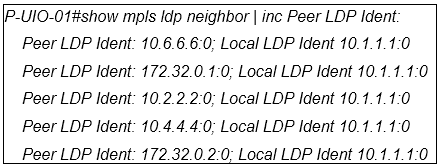 P-UIO-01#show mpls ldp neighbor | inc Peer LDP Ident:
Peer LDP Ident: 10.6.6.6:0; Local LDP Ident 10.1.1.1:0
Peer LDP Ident: 172.32.0.1:0; Local LDP Ident 10.1.1.1:0
Peer LDP Ident: 10.2.2.2:0; Local LDP Ident 10.1.1.1:0
Peer LDP Ident: 10.4.4.4:0; Local LDP Ident 10.1.1.1:0
Peer LDP Ident: 172.32.0.2:0; Local LDP Ident 10.1.1.1:0